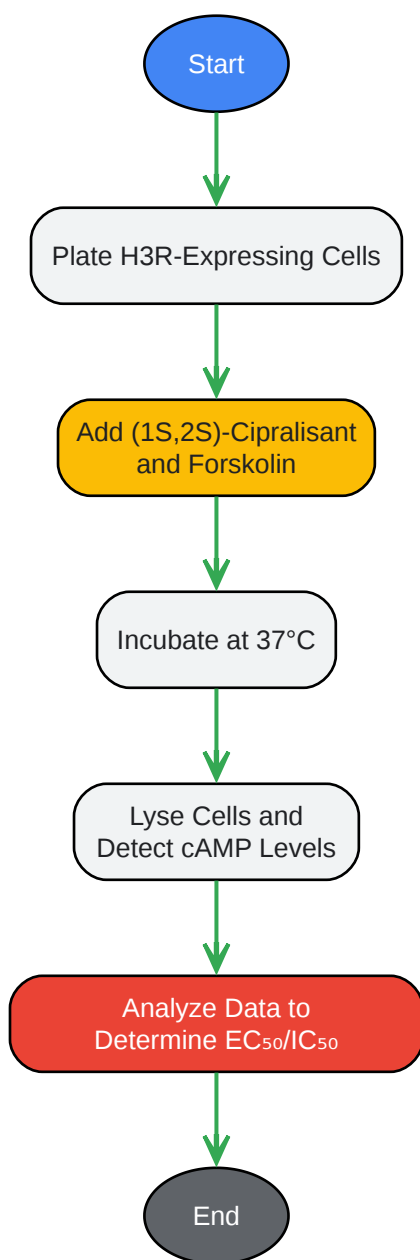 Start
Plate H3R-Expressing Cells
Add (1S,2S)-Cipralisant
and Forskolin
Incubate at 37°C
Lyse Cells and
Detect cAMP Levels
Analyze Data to
Determine EC₅₀/IC₅₀
End